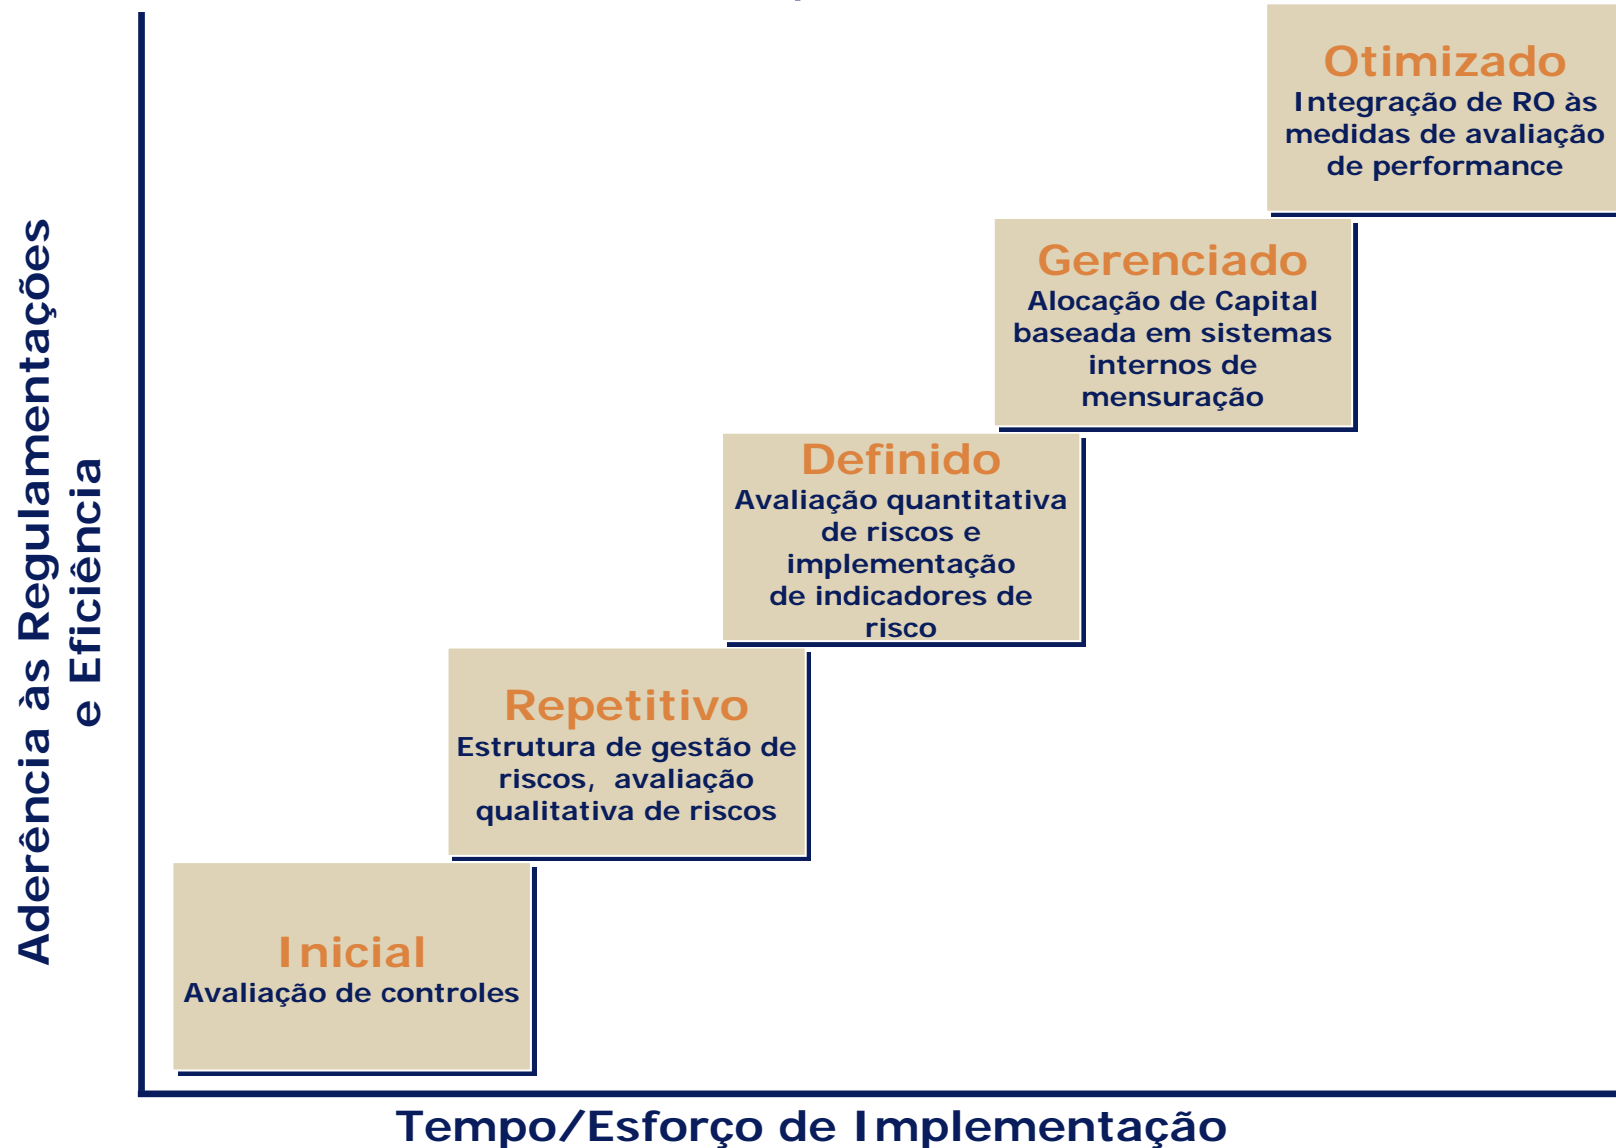 Otimizado
Integração de RO às
medidas de avaliação
de performance
Gerenciado
Alocação de Capital
baseada em sistemas
internos de
mensuração
Definido
Avaliação quantitativa
de riscos e
implementação
de indicadores de
risco
Repetitivo
Estrutura de gestão de
riscos, avaliação
qualitativa de riscos
Inicial
Avaliação de controles
Aderência às Regulamentações
e Eficiência
Tempo/Esforço de Implementação